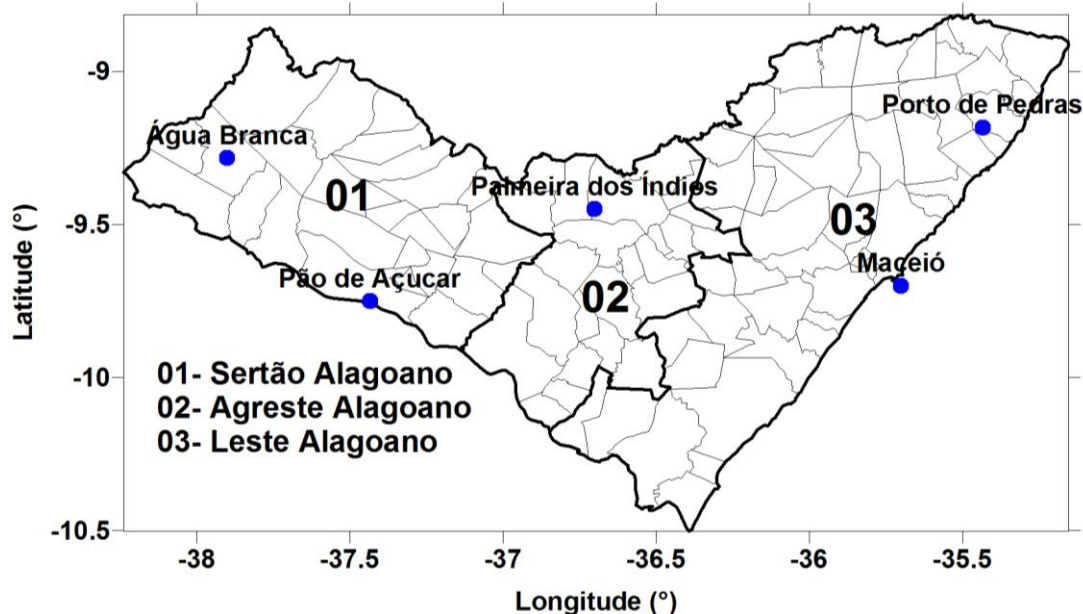 -9
Porto de Pedras
Água Branca
01
Palmeira dos Índios
-9.5
03
Pão de Açucar
Maceió
02
Latitude (°)
-10
01- Sertão Alagoano
02- Agreste Alagoano
03- Leste Alagoano
-10.5
-38 -37.5 -37 -36.5 -36 -35.5
Longitude (°)